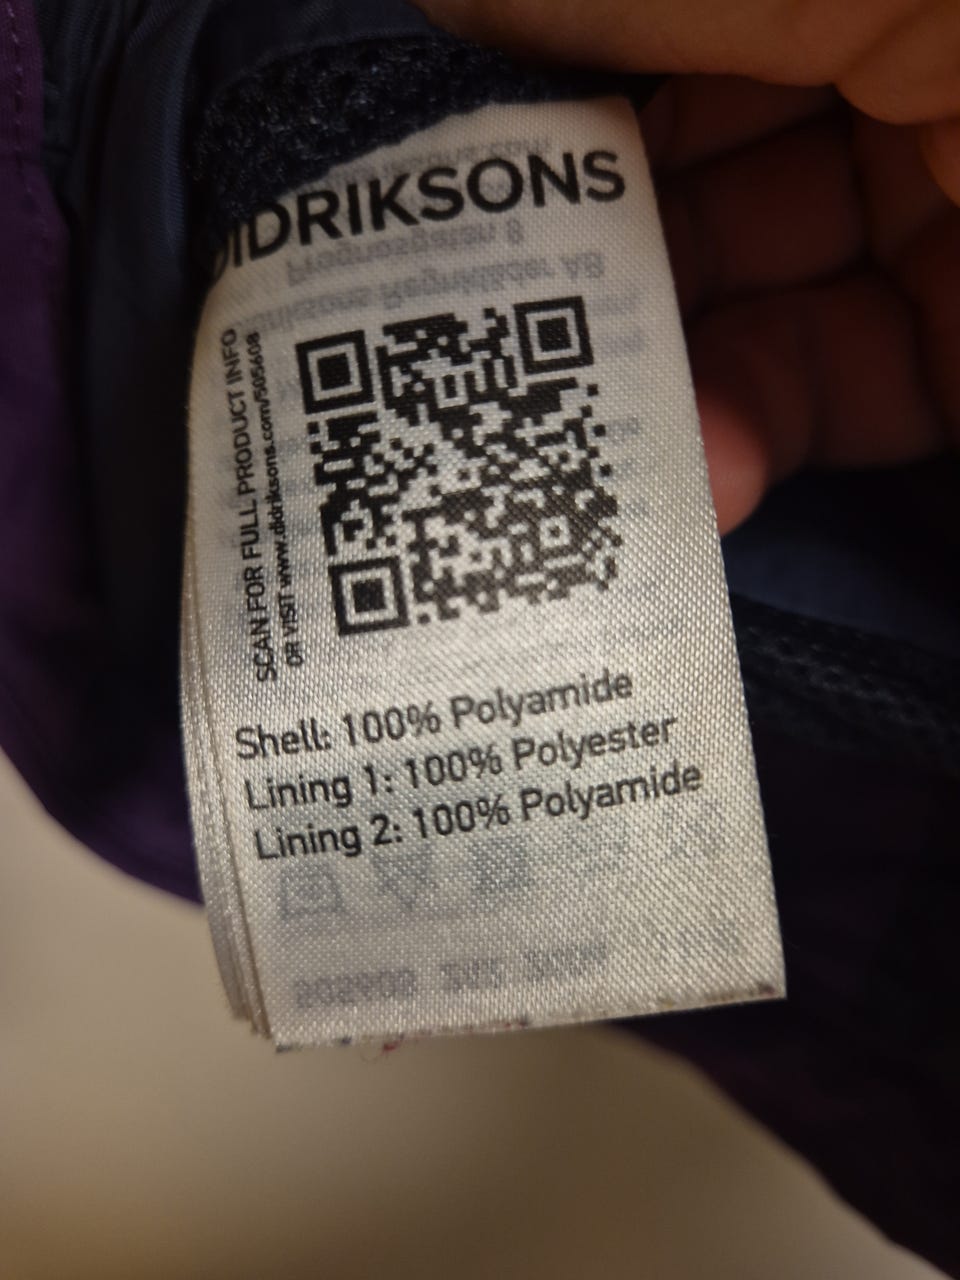 DIDRIKSONS
SCAN FOR FULL PRODUCT INFO
OR VISIT www.didriksons.com/505608
Shell: 100% Polyamide
Lining 1: 100% Polyester
Lining 2: 100% Polyamide